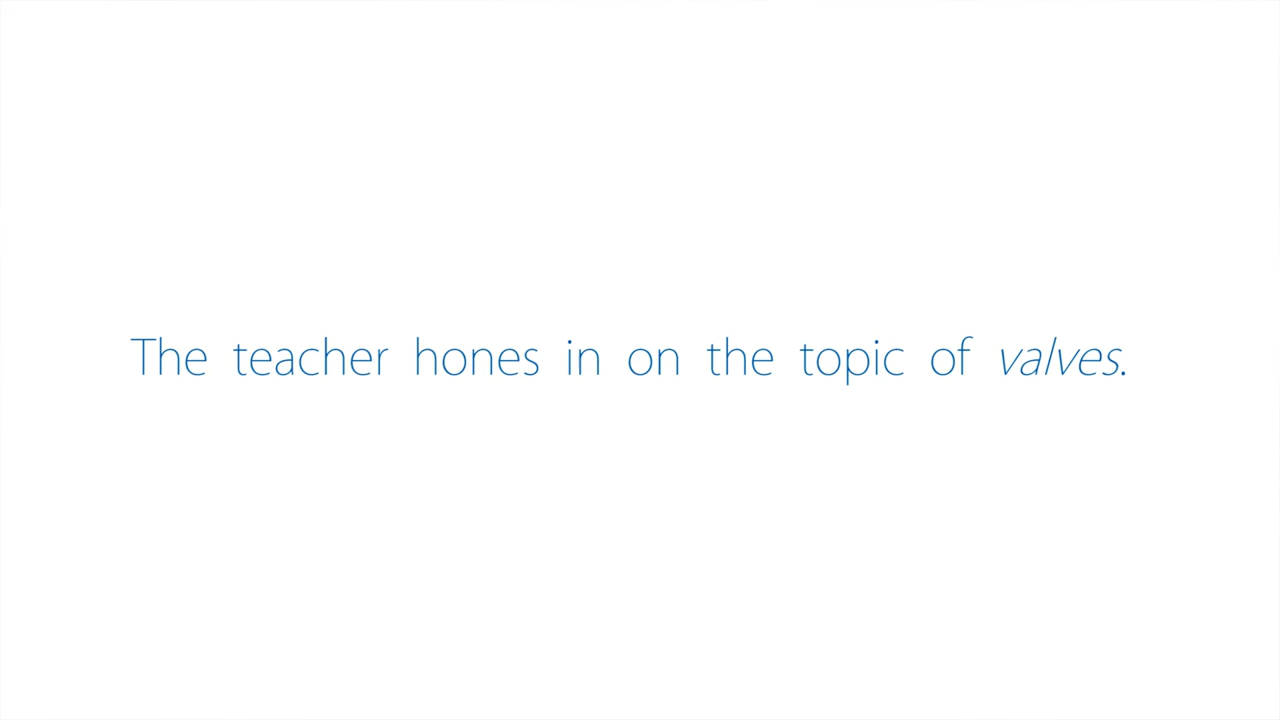 The teacher hones in on the topic of valves.